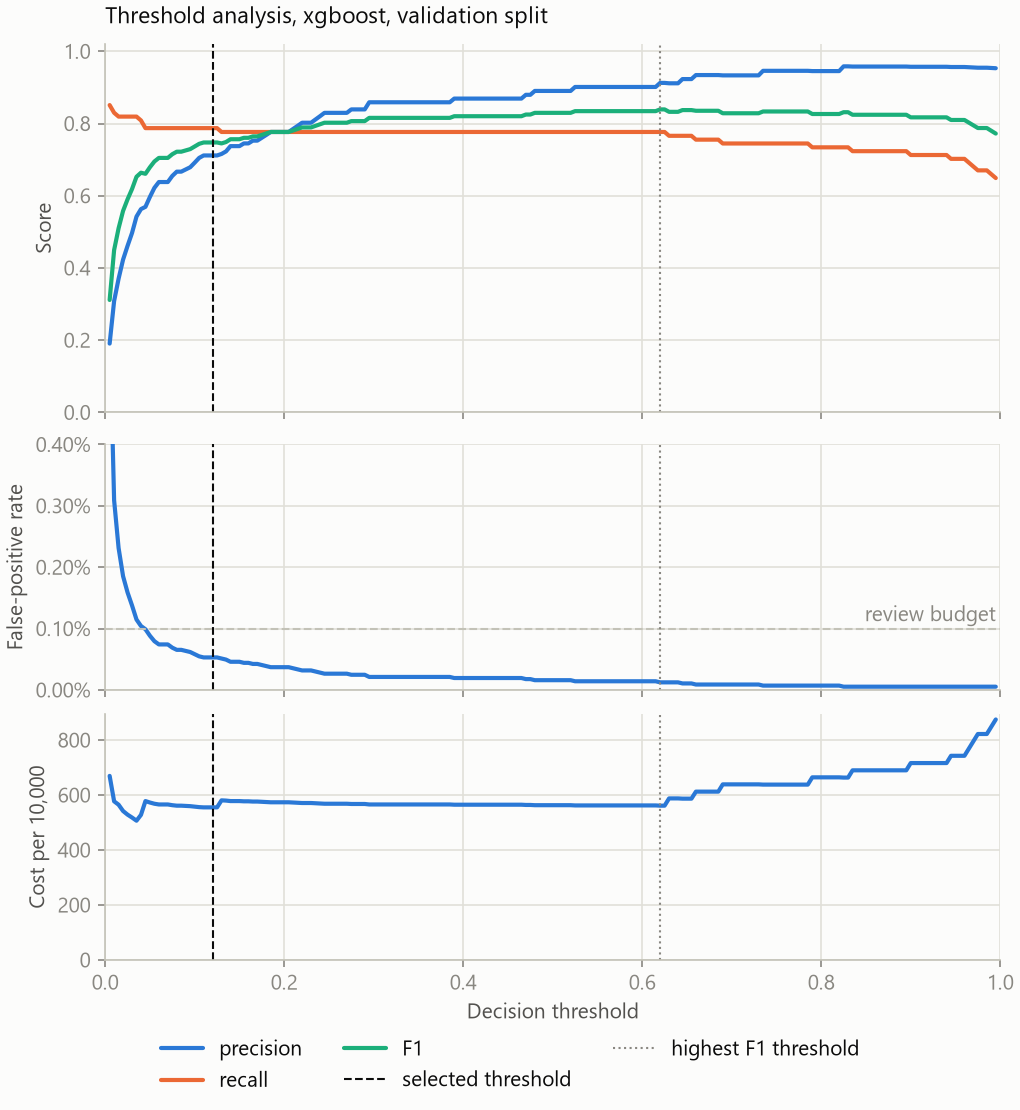 Threshold analysis, xgboost, validation split
1.0
0.8
0.6
0.4
0.2
0.0
Score
0.40%
0.30%
0.20%
0.10%
0.00%
False-positive rate
review budget
800
600
400
200
0
Cost per 10,000
0.0 0.2 0.4 0.6 0.8 1.0
Decision threshold
precision F1 highest F1 threshold
recall selected threshold